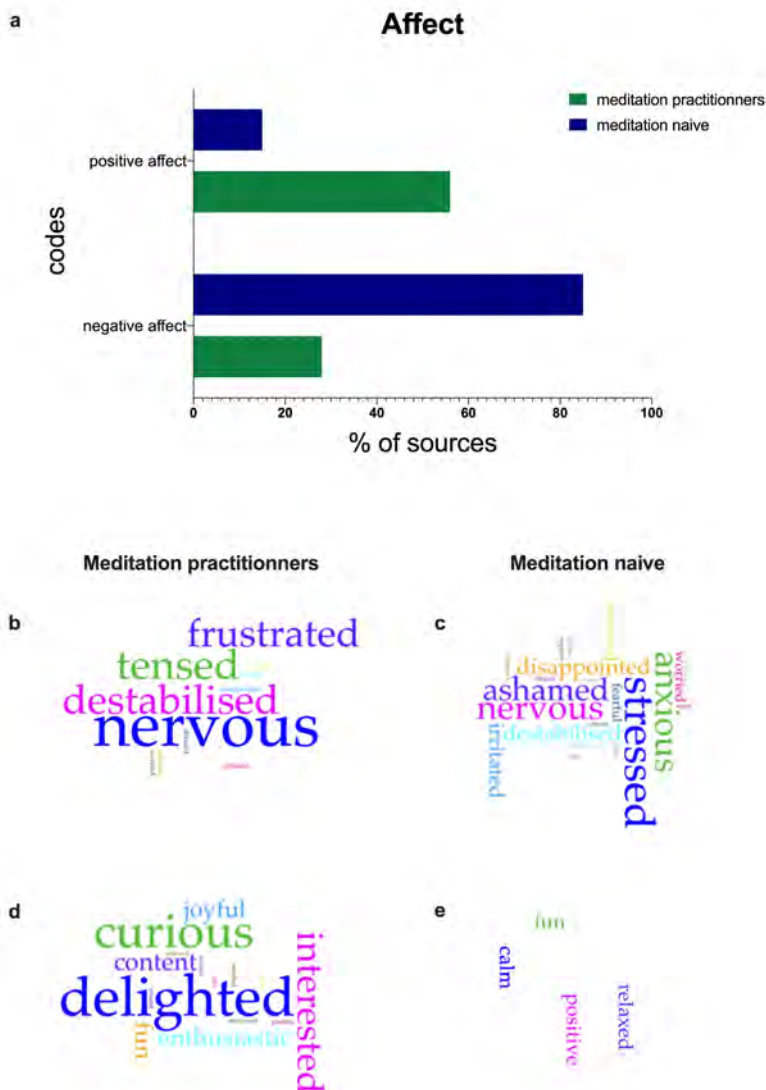 a
Affect
meditation practitionners
meditation naive
positive affect
codes
negative affect
0 20 40 60 80 100
% of sources
Meditation practitionners
Meditation naive
b
frustrated
tensed
destabilised
nervous
c
disappointed
ashamed
nervous
destabilised
irritated
fearful
stressed
anxious
worried
d
joyful
curious
content
delighted
fun
enthusiastic
interested
e
fun
calm
positive
relaxed